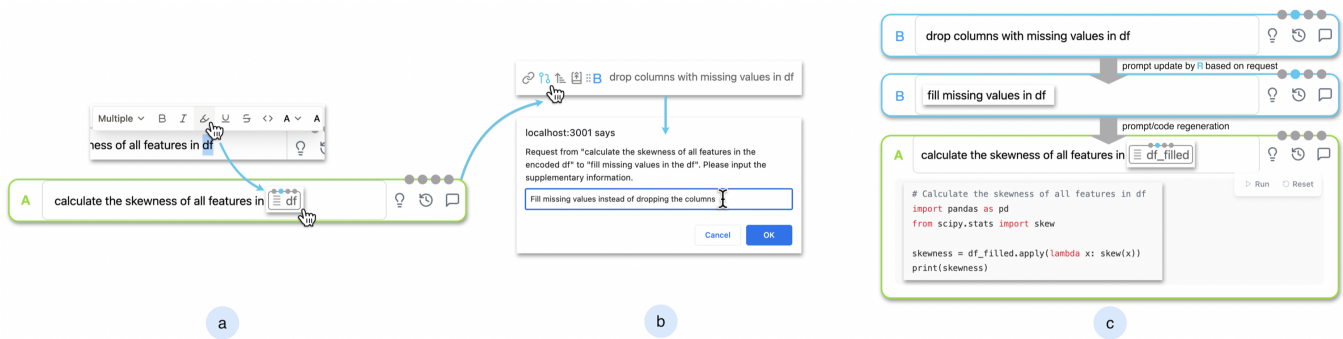 Multiple B I U S <> A A
ness of all features in df
A calculate the skewness of all features in df
a
B drop columns with missing values in df
localhost:3001 says
Request from "calculate the skewness of all features in the
encoded df" to "fill missing values in the df". Please input the
supplementary information.
Fill missing values instead of dropping the columns
Cancel OK
b
B drop columns with missing values in df
prompt update by R based on request
B fill missing values in df
prompt/code regeneration
A calculate the skewness of all features in df_filled
Run Reset
# Calculate the skewness of all features in df
import pandas as pd
from scipy.stats import skew
skewness = df_filled.apply(lambda x: skew(x))
print(skewness)
c